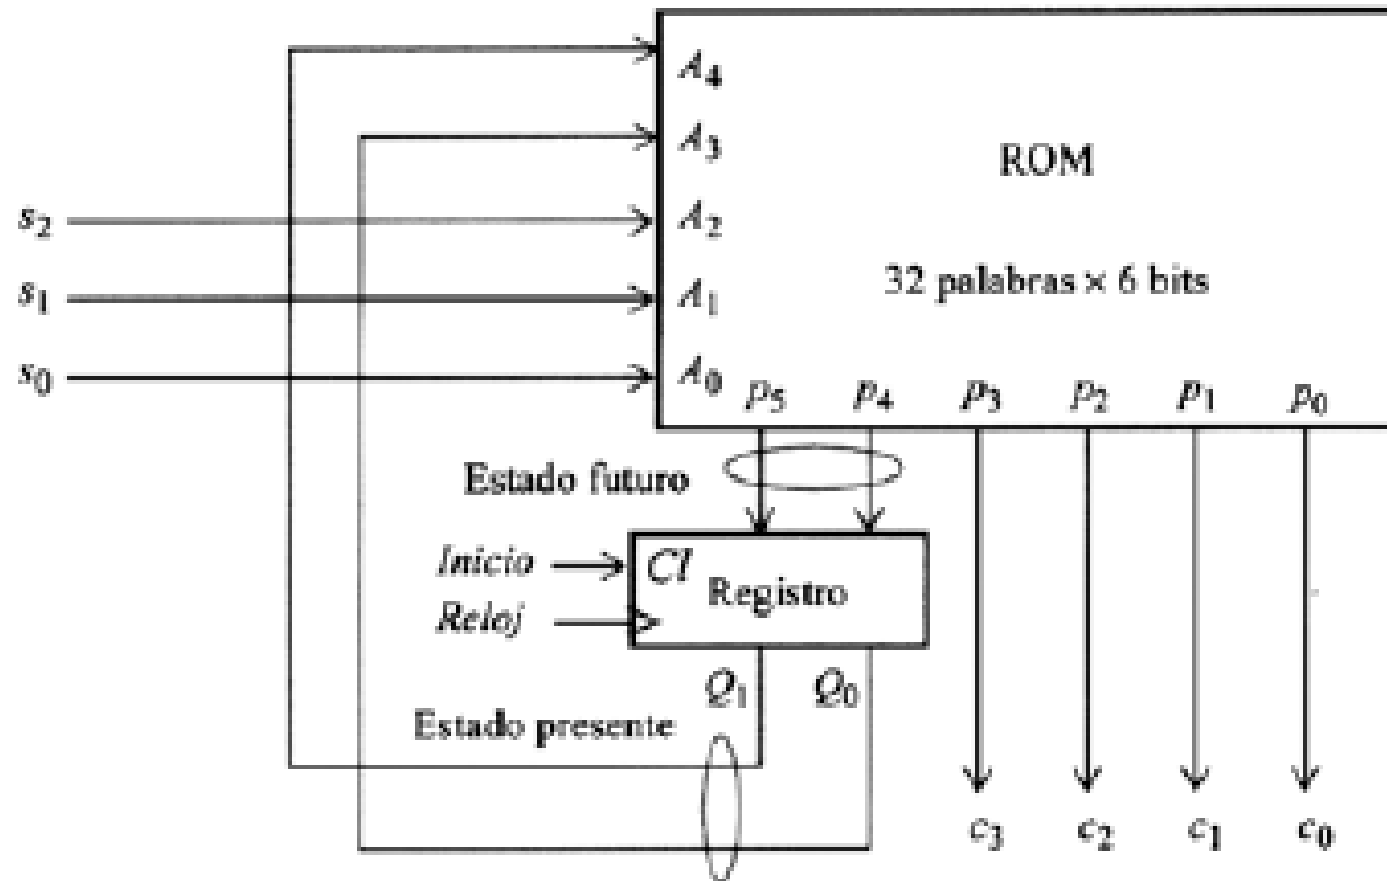 A4
A3
ROM
s2 A2
s1 A1
32 palabras × 6 bits
s0 A0
p5 p4 p3 p2 p1 p0
Estado futuro
Inicio Cl
Registro
Reloj
Q1 Q0
Estado presente
c3 c2 c1 c0